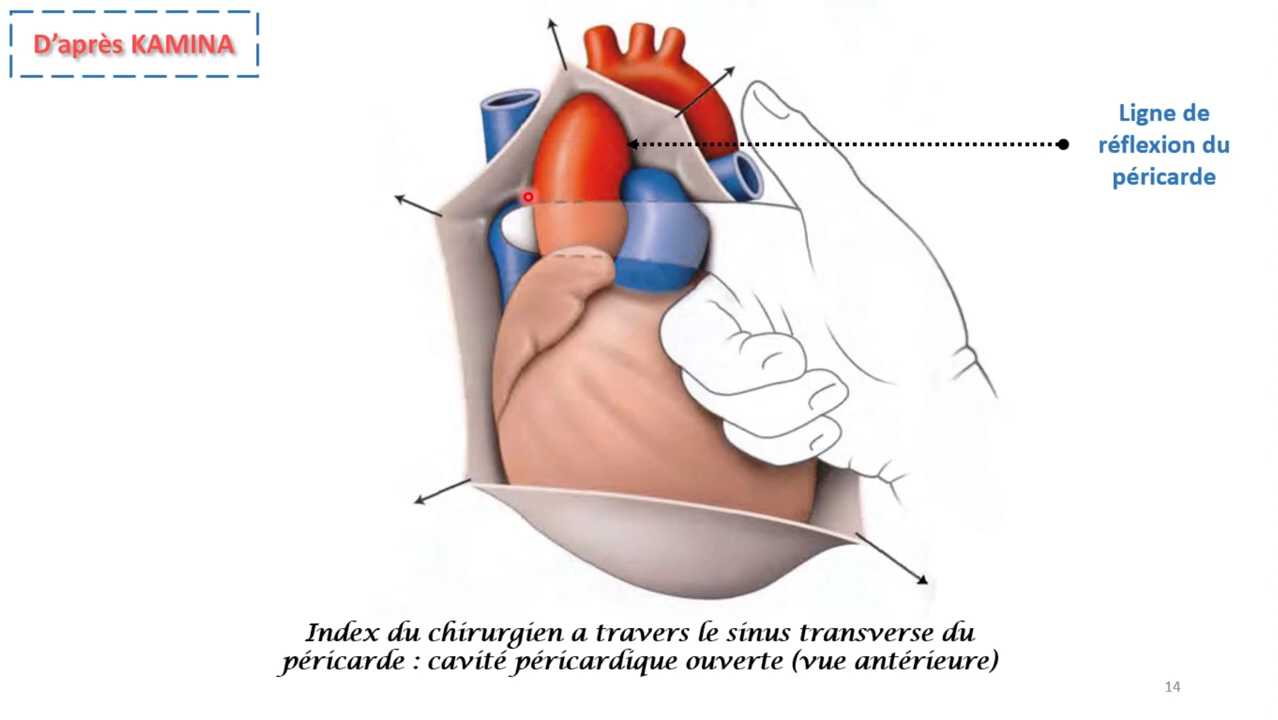 D'après KAMINA
Ligne de
réflexion du
péricarde
Index du chirurgien a travers le sinus transverse du
péricarde : cavité péricardique ouverte (vue antérieure)
14